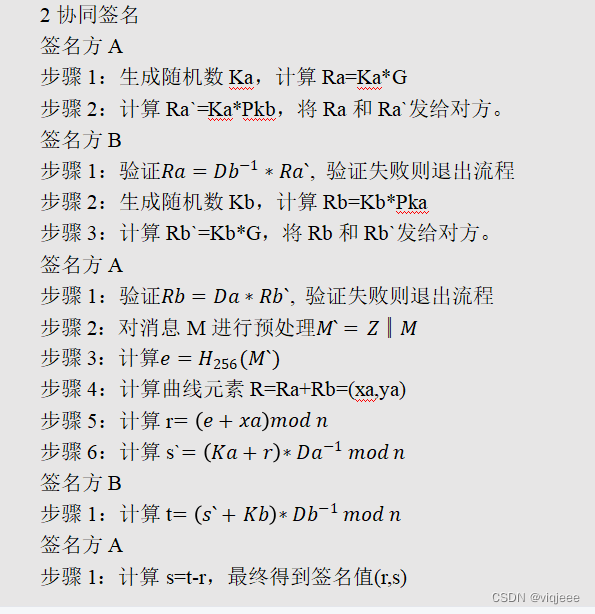 2 协同签名
签名方 A
步骤 1：生成随机数 Ka，计算 Ra=Ka*G
步骤 2：计算 Ra`=Ka*Pkb，将 Ra 和 Ra`发给对方。
签名方 B
步骤 1：验证Ra = Db⁻¹ ∗ Ra`, 验证失败则退出流程
步骤 2：生成随机数 Kb，计算 Rb=Kb*Pka
步骤 3：计算 Rb`=Kb*G，将 Rb 和 Rb`发给对方。
签名方 A
步骤 1：验证Rb = Da ∗ Rb`, 验证失败则退出流程
步骤 2：对消息 M 进行预处理M` = Z ∥ M
步骤 3：计算e = H₂₅₆(M`)
步骤 4：计算曲线元素 R=Ra+Rb=(xa,ya)
步骤 5：计算 r= (e + xa)mod n
步骤 6：计算 s`= (Ka + r) ∗ Da⁻¹ mod n
签名方 B
步骤 1：计算 t= (s` + Kb) ∗ Db⁻¹ mod n
签名方 A
步骤 1：计算 s=t-r，最终得到签名值(r,s)
CSDN @viqjeee